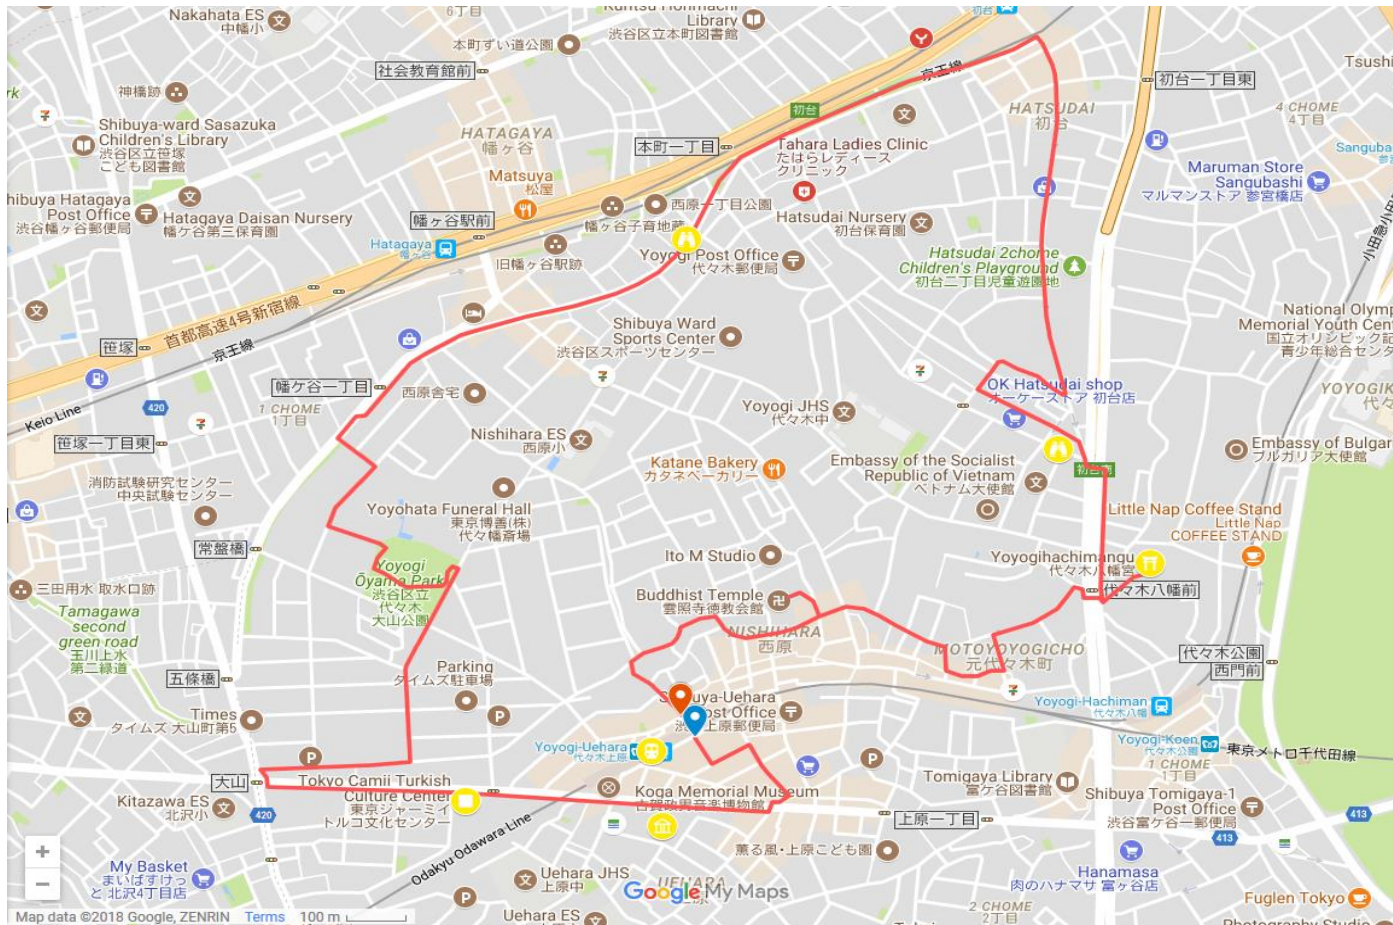 Nakahata ES
中幡小
6丁目
Kuritsu Honmachi
Library
渋谷区立本町図書館
本町ずい道公園
初台
社会教育館前
京王線
初台一丁目東
神橋跡
HATSUDAI
初台
4 CHOME
4丁目
初台
Shibuya-ward Sasazuka
Children's Library
渋谷区立笹塚
こども図書館
HATAGAYA
幡ヶ谷
本町一丁目
Tahara Ladies Clinic
たはらレディース
クリニック
Maruman Store
Sangubashi
マルマンストア 参宮橋店
Matsuya
松屋
hibuya Hatagaya
Post Office
渋谷幡ヶ谷郵便局
Hatagaya Daisan Nursery
幡ケ谷第三保育園
幡ヶ谷駅前
西原一丁目公園
幡ヶ谷子育地蔵
Hatsudai Nursery
初台保育園
Hatagaya
幡ヶ谷
旧幡ヶ谷駅跡
Yoyogi Post Office
代々木郵便局
Hatsudai 2chome
Children's Playground
初台二丁目児童遊園地
首都高速4号新宿線
京王線
笹塚
Shibuya Ward
Sports Center
渋谷区スポーツセンター
National Olymp
Memorial Youth Cent
国立オリンピック記
青少年総合センタ
幡ケ谷一丁目
西原舎宅
OK Hatsudai shop
オーケーストア 初台店
YOYOGIK
代々
420
1 CHOME
1丁目
Keio Line
Yoyogi JHS
代々木中
笹塚一丁目東
Nishihara ES
西原小
Katane Bakery
カタネベーカリー
Embassy of the Socialist
Republic of Vietnam
ベトナム大使館
初台南
Embassy of Bulgar
ブルガリア大使館
消防試験研究センター
中央試験センター
Yoyohata Funeral Hall
東京博善(株)
代々幡斎場
Little Nap Coffee Stand
Little Nap
COFFEE STAND
常盤橋
Ito M Studio
Yoyogihachimangu
代々木八幡宮
Yoyogi
Ōyama Park
渋谷区立
代々木
大山公園
三田用水 取水口跡
Tamagawa
second
green road
玉川上水
第二緑道
Buddhist Temple
雲照寺徳教会館
代々木八幡前
NISHIHARA
西原
MOTOYOYOGICHO
元代々木町
代々木公園
西門前
五條橋
Parking
タイムズ駐車場
Times
タイムズ 大山町第5
Shibuya-Uehara
Post Office
渋谷上原郵便局
Yoyogi-Hachiman
代々木八幡
Yoyogi-Uehara
代々木上原
Yoyogi-Koen
代々木公園
東京メトロ千代田線
1 CHOME
1丁目
大山
Tokyo Camii Turkish
Culture Center
東京ジャーミイ
トルコ文化センター
Koga Memorial Museum
古賀政男音楽博物館
Tomigaya Library
富ケ谷図書館
Shibuya Tomigaya-1
Post Office
渋谷富ケ谷一郵便局
Kitazawa ES
北沢小
420
上原一丁目
413
413
Odakyu Odawara Line
薫る風・上原こども園
My Basket
まいばすけっ
と 北沢4丁目店
Uehara JHS
上原中
UEHARA
Hanamasa
肉のハナマサ 富ヶ谷店
Google My Maps
Fuglen Tokyo
2 CHOME
2丁目
Uehara ES
Map data ©2018 Google, ZENRIN Terms 100 m